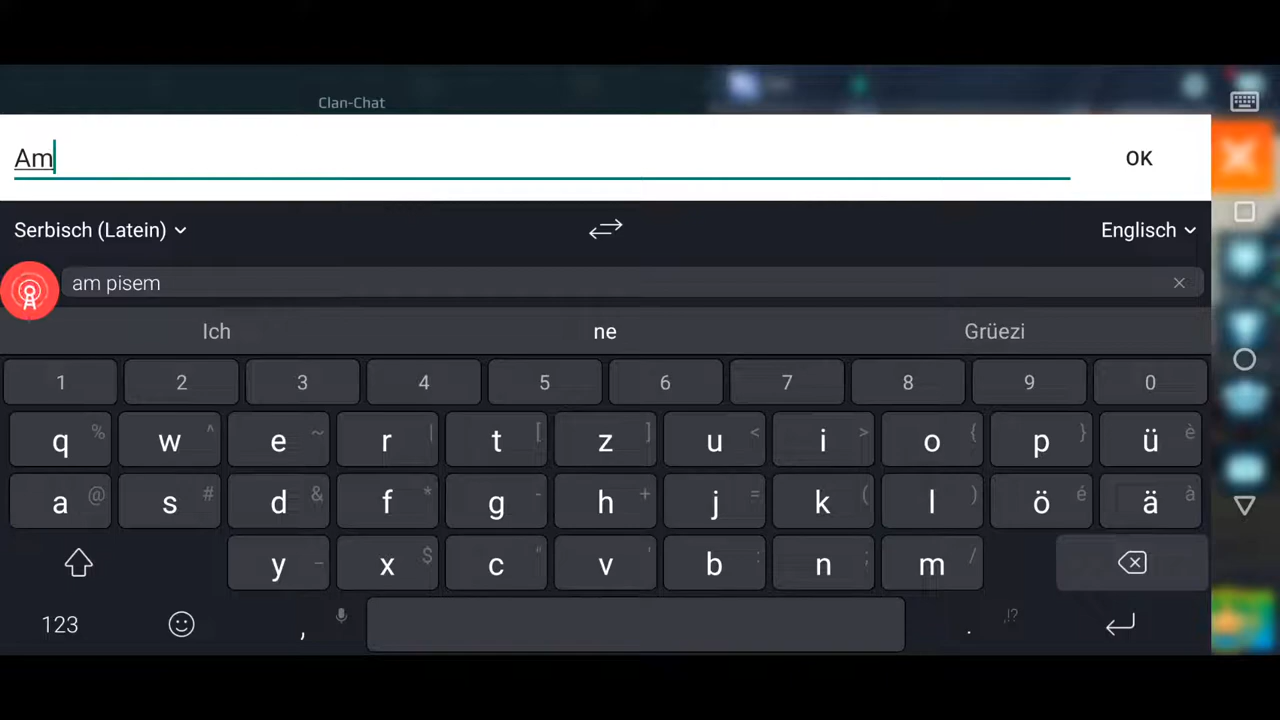 Clan-Chat
Am
OK
Serbisch (Latein)
Englisch
am pisem
Ich ne Grüezi
1 2 3 4 5 6 7 8 9 0
q % w ^ e ~ r | t [ z ] u < i > o { p } ü è
a @ s # d & f * g - h + j = k ( l ) ö é ä à
y _ x $ c " v ' b : n ; m /
123 , . ,!?